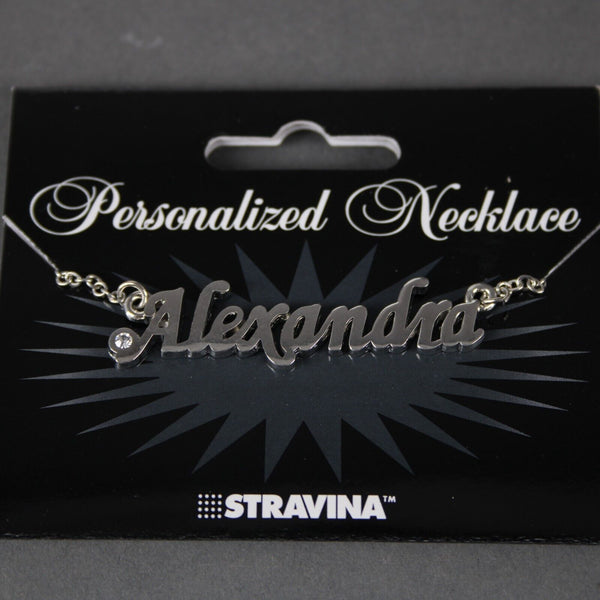 Personalized Necklace
Alexandra
STRAVINA™